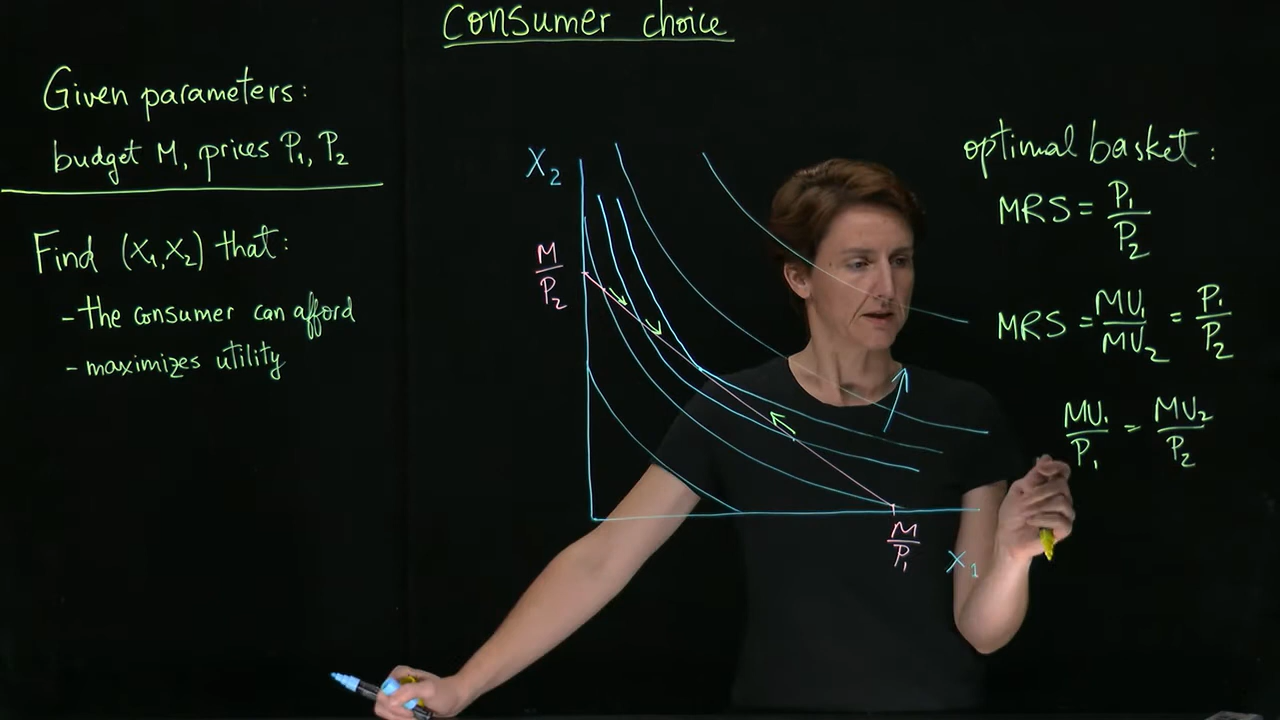 Consumer choice
Given parameters:
budget M, prices P₁, P₂
Find (X₁,X₂) that:
- the consumer can afford
- maximizes utility
X₂
M/P₂
M/P₁
X₁
optimal basket:
MRS = P₁/P₂
MRS = MU₁/MU₂ = P₁/P₂
MU₁/P₁ = MU₂/P₂